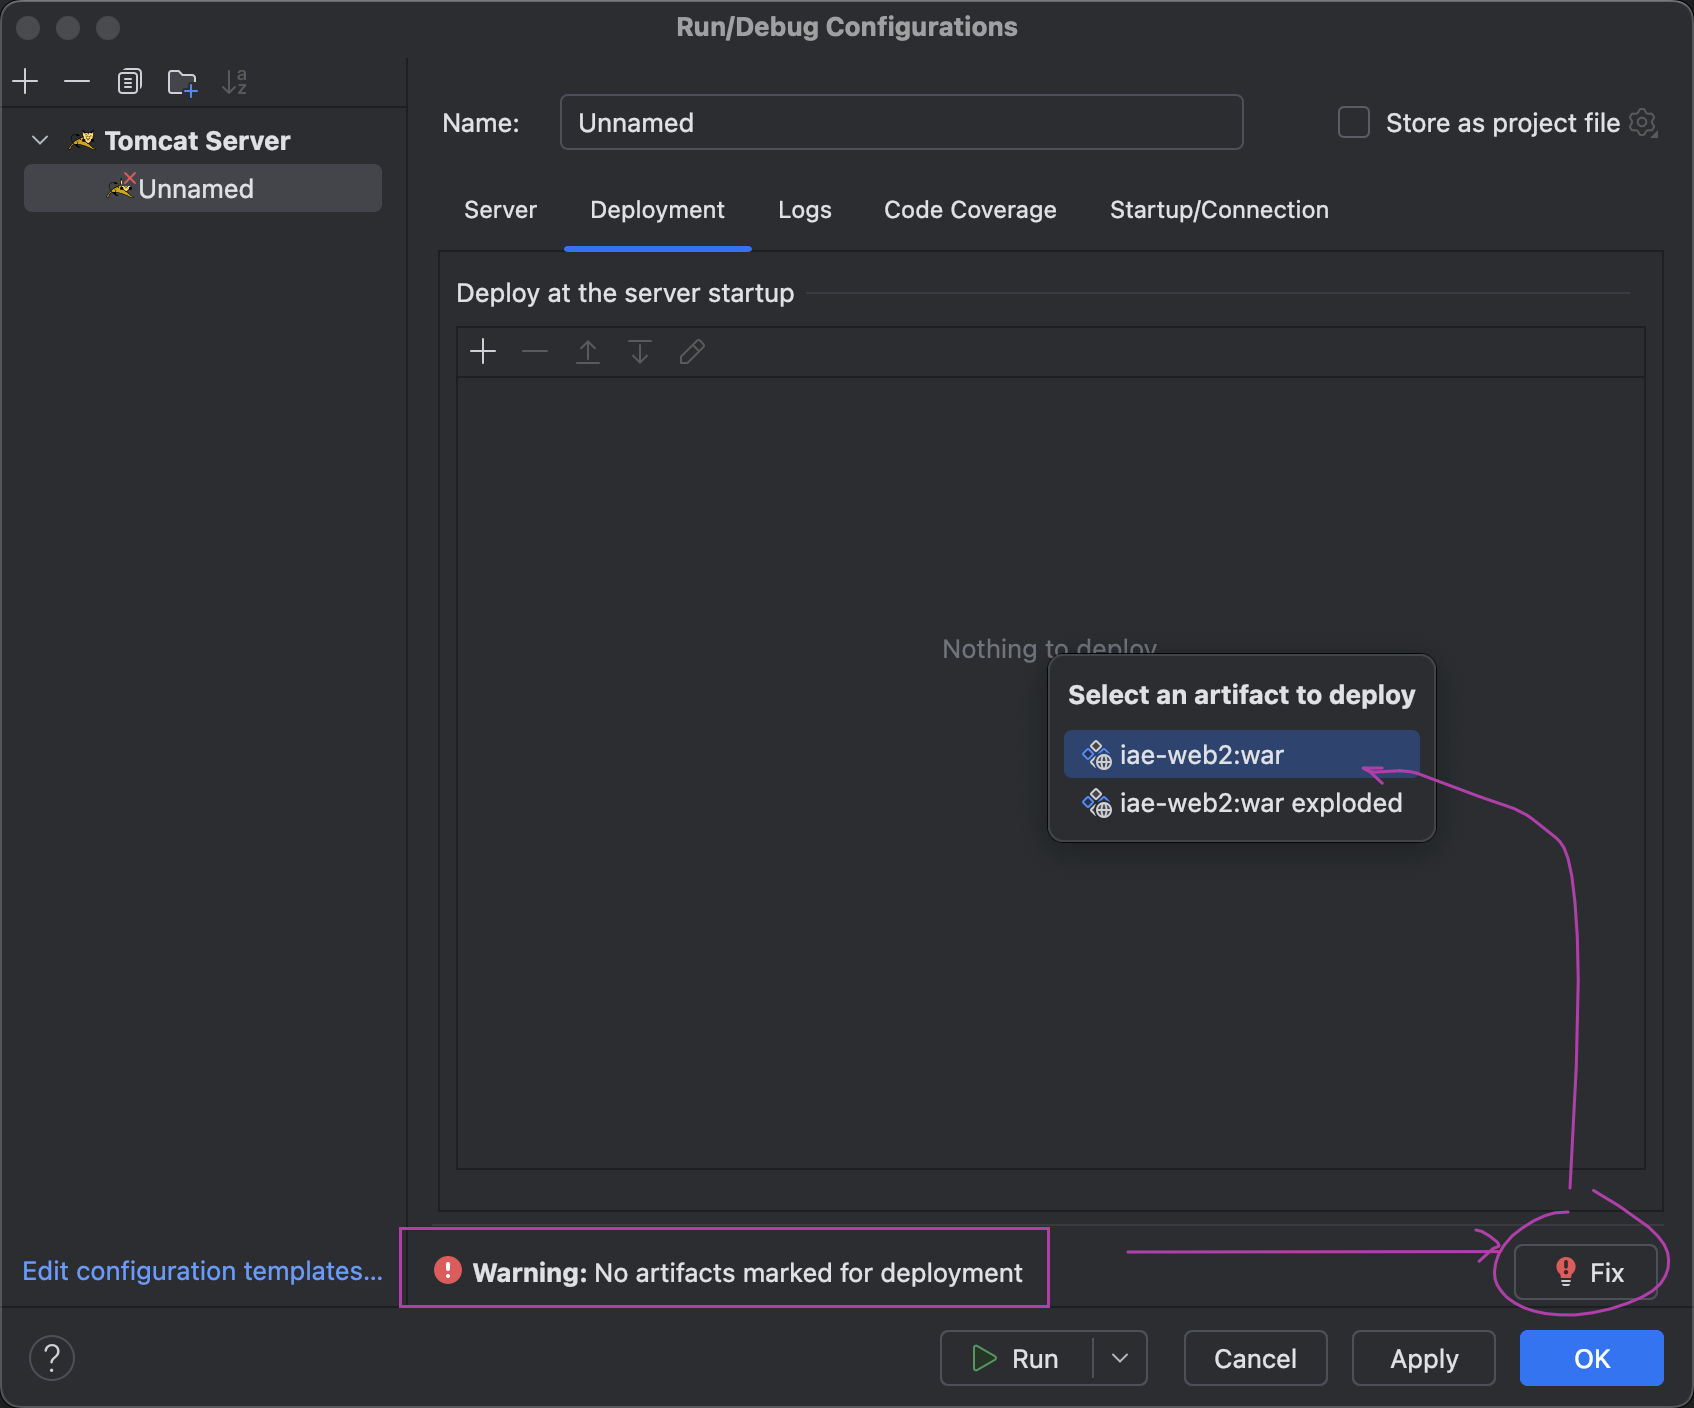 Run/Debug Configurations
Tomcat Server
Unnamed
Name: Unnamed
Store as project file
Server Deployment Logs Code Coverage Startup/Connection
Deploy at the server startup
Nothing to deploy
Select an artifact to deploy
iae-web2:war
iae-web2:war exploded
Edit configuration templates...
Warning: No artifacts marked for deployment
Fix
? Run Cancel Apply OK